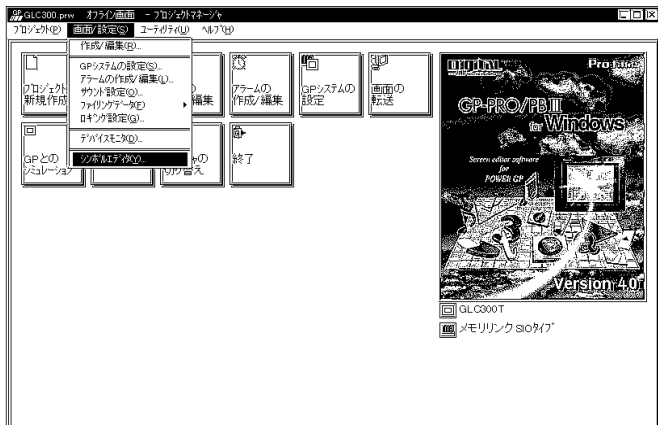 GLC300.prw オフライン画面 - プロジェクトマネージャ
プロジェクト(P) 画面/設定(S) ユーティリティ(U) ヘルプ(H)
作成/編集(R)...
GPシステムの設定(S)...
アラームの作成/編集(L)...
サウンド設定(O)...
ファイリングデータ(F)
ロギング設定(G)...
デバイスモニタ(D)...
シンボルエディタ(Y)...
プロジェクト
新規作成
編集
アラームの
作成/編集
GPシステムの
設定
画面の
転送
GPとの
シミュレーション
切り替え
終了
Digital
Pro-face
GP-PRO/PBⅢ
for Windows
Screen editor software
for
POWER GP
Version 4.0
GLC300T
メモリリンク SIOタイプ